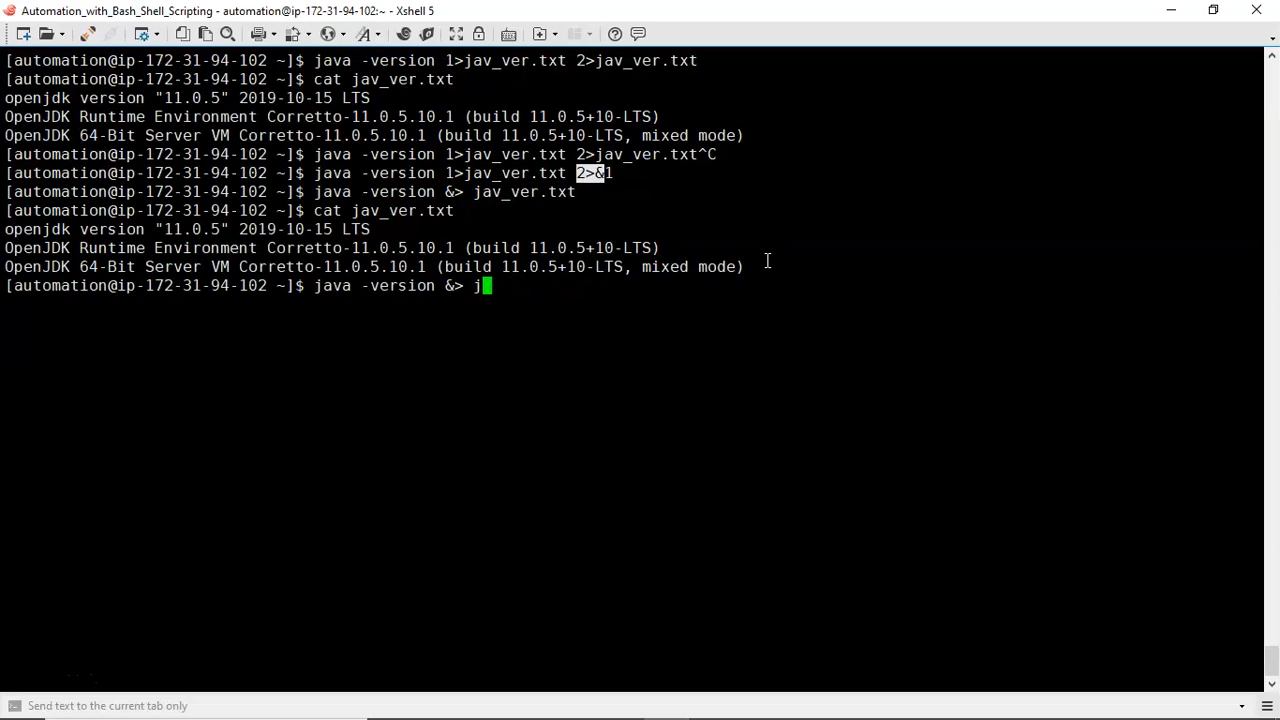 Automation_with_Bash_Shell_Scripting - automation@ip-172-31-94-102:~ - Xshell 5
[automation@ip-172-31-94-102 ~]$ java -version 1>jav_ver.txt 2>jav_ver.txt
[automation@ip-172-31-94-102 ~]$ cat jav_ver.txt
openjdk version "11.0.5" 2019-10-15 LTS
OpenJDK Runtime Environment Corretto-11.0.5.10.1 (build 11.0.5+10-LTS)
OpenJDK 64-Bit Server VM Corretto-11.0.5.10.1 (build 11.0.5+10-LTS, mixed mode)
[automation@ip-172-31-94-102 ~]$ java -version 1>jav_ver.txt 2>jav_ver.txt^C
[automation@ip-172-31-94-102 ~]$ java -version 1>jav_ver.txt 2>&1
[automation@ip-172-31-94-102 ~]$ java -version &> jav_ver.txt
[automation@ip-172-31-94-102 ~]$ cat jav_ver.txt
openjdk version "11.0.5" 2019-10-15 LTS
OpenJDK Runtime Environment Corretto-11.0.5.10.1 (build 11.0.5+10-LTS)
OpenJDK 64-Bit Server VM Corretto-11.0.5.10.1 (build 11.0.5+10-LTS, mixed mode)
[automation@ip-172-31-94-102 ~]$ java -version &> j
Send text to the current tab only